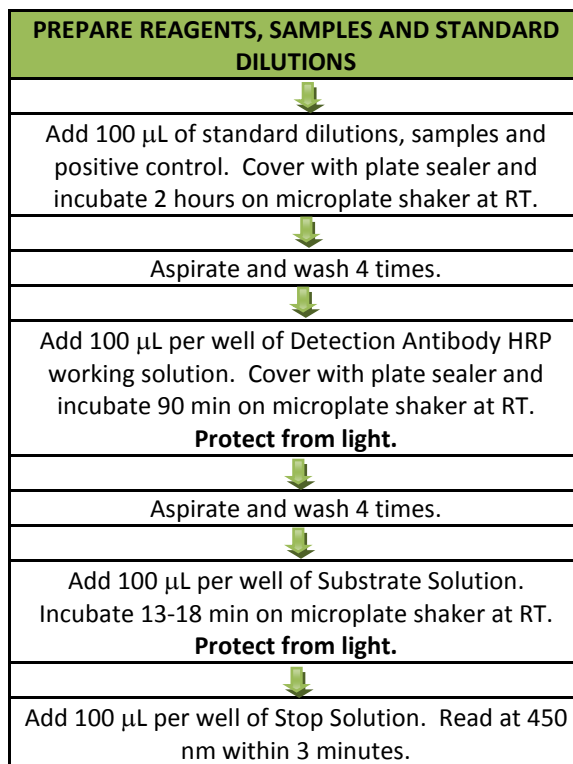 PREPARE REAGENTS, SAMPLES AND STANDARD
DILUTIONS
Add 100 μL of standard dilutions, samples and
positive control.  Cover with plate sealer and
incubate 2 hours on microplate shaker at RT.
Aspirate and wash 4 times.
Add 100 μL per well of Detection Antibody HRP
working solution.  Cover with plate sealer and
incubate 90 min on microplate shaker at RT.
Protect from light.
Aspirate and wash 4 times.
Add 100 μL per well of Substrate Solution.
Incubate 13-18 min on microplate shaker at RT.
Protect from light.
Add 100 μL per well of Stop Solution.  Read at 450
nm within 3 minutes.